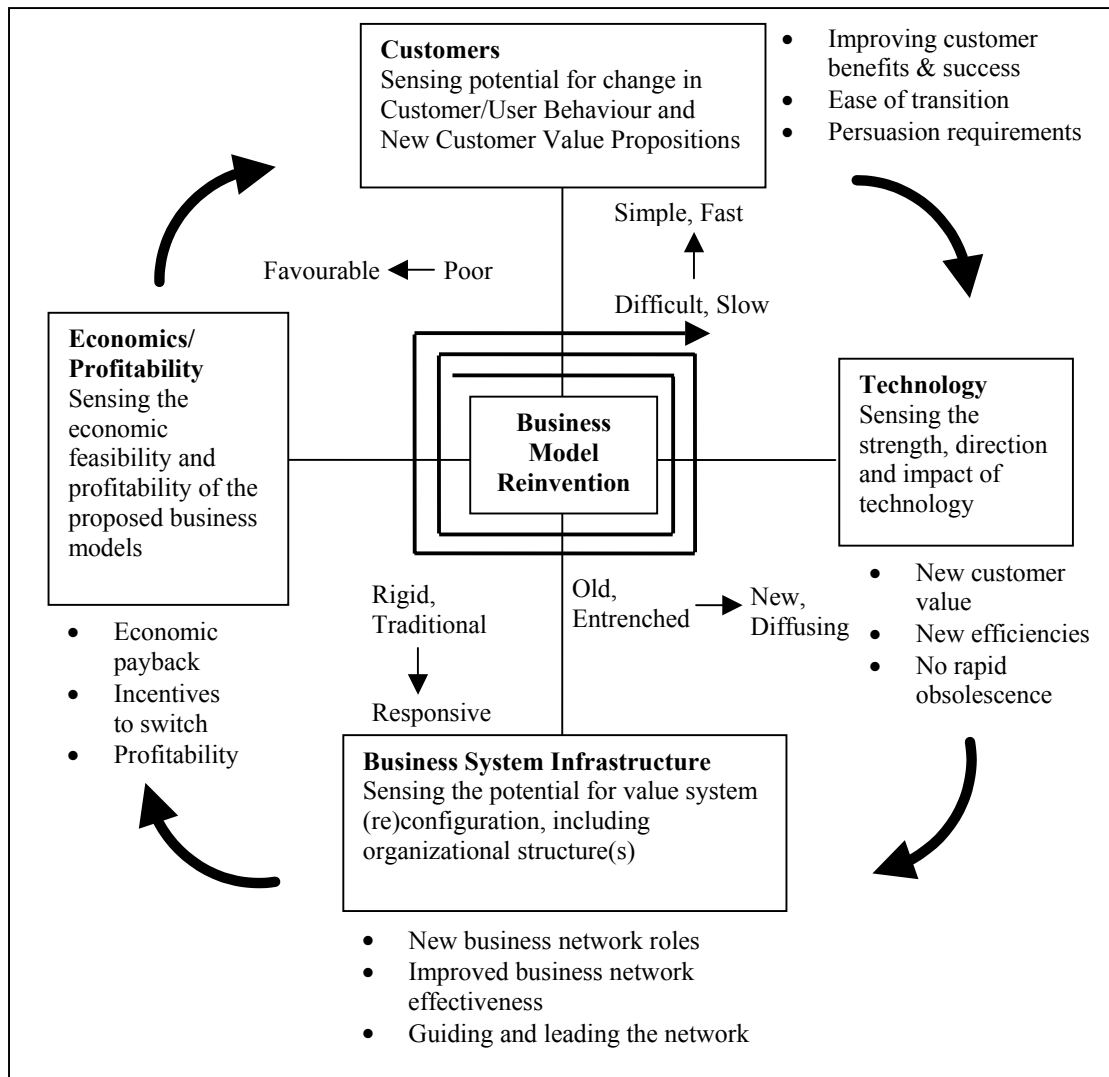 Customers
Sensing potential for change in
Customer/User Behaviour and
New Customer Value Propositions
• Improving customer
benefits & success
• Ease of transition
• Persuasion requirements
Simple, Fast
Favourable
Poor
Difficult, Slow
Economics/
Profitability
Sensing the
economic
feasibility and
profitability of the
proposed business
models
Business
Model
Reinvention
Technology
Sensing the
strength, direction
and impact of
technology
• Economic
payback
• Incentives
to switch
• Profitability
Rigid,
Traditional
Responsive
Old,
Entrenched
New,
Diffusing
• New customer
value
• New efficiencies
• No rapid
obsolescence
Business System Infrastructure
Sensing the potential for value system
(re)configuration, including
organizational structure(s)
• New business network roles
• Improved business network
effectiveness
• Guiding and leading the network